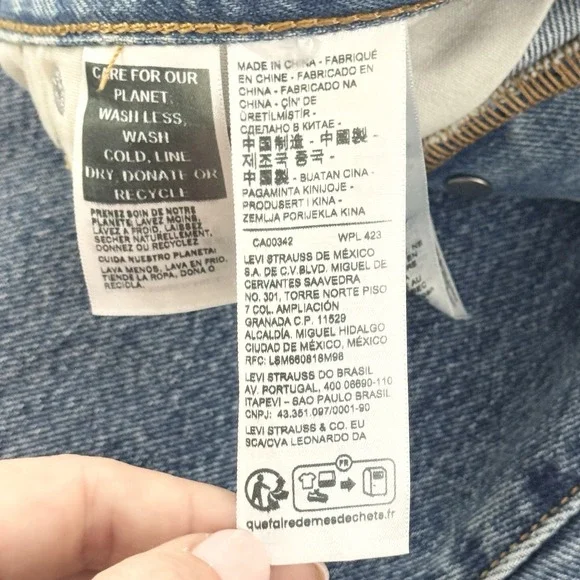 CARE FOR OUR
PLANET:
WASH LESS,
WASH
COLD, LINE
DRY, DONATE OR
RECYCLE
PRENEZ SOIN DE NOTRE
PLANÈTE: LAVEZ MOINS,
LAVEZ A FROID, LAISSEZ
SECHER NATURELLEMENT,
DONNEZ OU RECYCLEZ
CUIDA NUESTRO PLANETA:
LAVA MENOS, LAVA EN FRIO,
TIENDE LA ROPA, DONA O
RECICLA.
MADE IN CHINA - FABRIQUÉ
EN CHINE - FABRICADO EN
CHINA - FABRICADO NA
CHINA - ÇİN'DE
ÜRETİLMİŞTİR -
СДЕЛАНО В КИТАЕ -
中国制造 - 中國製 -
제조국 중국 -
中国製 - BUATAN CINA -
PAGAMINTA KINIJOJE -
PRODUSERT I KINA -
ZEMLJA PORIJEKLA KINA
CA00342 WPL 423
LEVI STRAUSS DE MÉXICO
S.A. DE C.V. BLVD. MIGUEL DE
CERVANTES SAAVEDRA
NO. 301, TORRE NORTE PISO
7 COL. AMPLIACIÓN
GRANADA C.P. 11529
ALCALDÍA. MIGUEL HIDALGO
CIUDAD DE MÉXICO, MÉXICO
RFC: LSM660818M98
LEVI STRAUSS DO BRASIL
AV. PORTUGAL, 400 06690-110
ITAPEVI - SAO PAULO BRASIL
CNPJ: 43.351.097/0001-90
LEVI STRAUSS & CO. EU
SCA/CVA LEONARDO DA
FR
quefairedemesdechets.fr